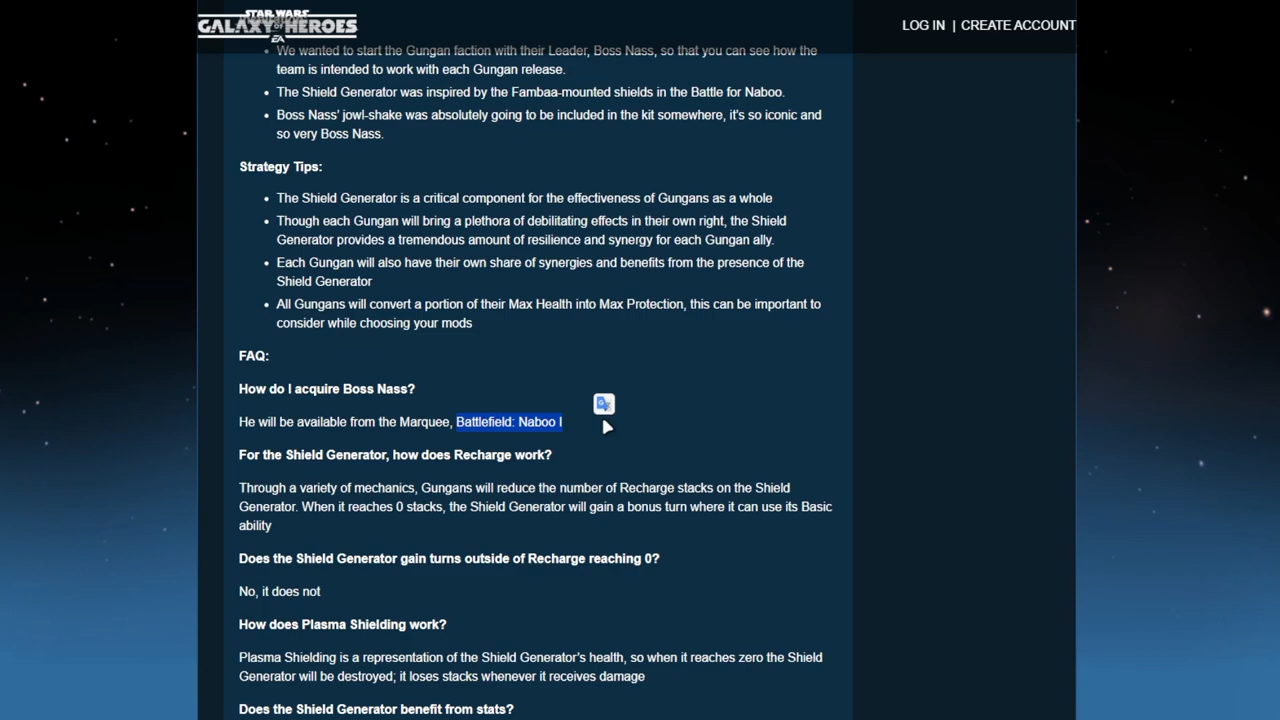 STAR WARS
GALAXY OF HEROES
EA
LOG IN | CREATE ACCOUNT
We wanted to start the Gungan faction with their Leader, Boss Nass, so that you can see how the
team is intended to work with each Gungan release.
The Shield Generator was inspired by the Fambaa-mounted shields in the Battle for Naboo.
Boss Nass' jowl-shake was absolutely going to be included in the kit somewhere, it's so iconic and
so very Boss Nass.
Strategy Tips:
The Shield Generator is a critical component for the effectiveness of Gungans as a whole
Though each Gungan will bring a plethora of debilitating effects in their own right, the Shield
Generator provides a tremendous amount of resilience and synergy for each Gungan ally.
Each Gungan will also have their own share of synergies and benefits from the presence of the
Shield Generator
All Gungans will convert a portion of their Max Health into Max Protection, this can be important to
consider while choosing your mods
FAQ:
How do I acquire Boss Nass?
He will be available from the Marquee, Battlefield: Naboo I
For the Shield Generator, how does Recharge work?
Through a variety of mechanics, Gungans will reduce the number of Recharge stacks on the Shield
Generator. When it reaches 0 stacks, the Shield Generator will gain a bonus turn where it can use its Basic
ability
Does the Shield Generator gain turns outside of Recharge reaching 0?
No, it does not
How does Plasma Shielding work?
Plasma Shielding is a representation of the Shield Generator's health, so when it reaches zero the Shield
Generator will be destroyed; it loses stacks whenever it receives damage
Does the Shield Generator benefit from stats?